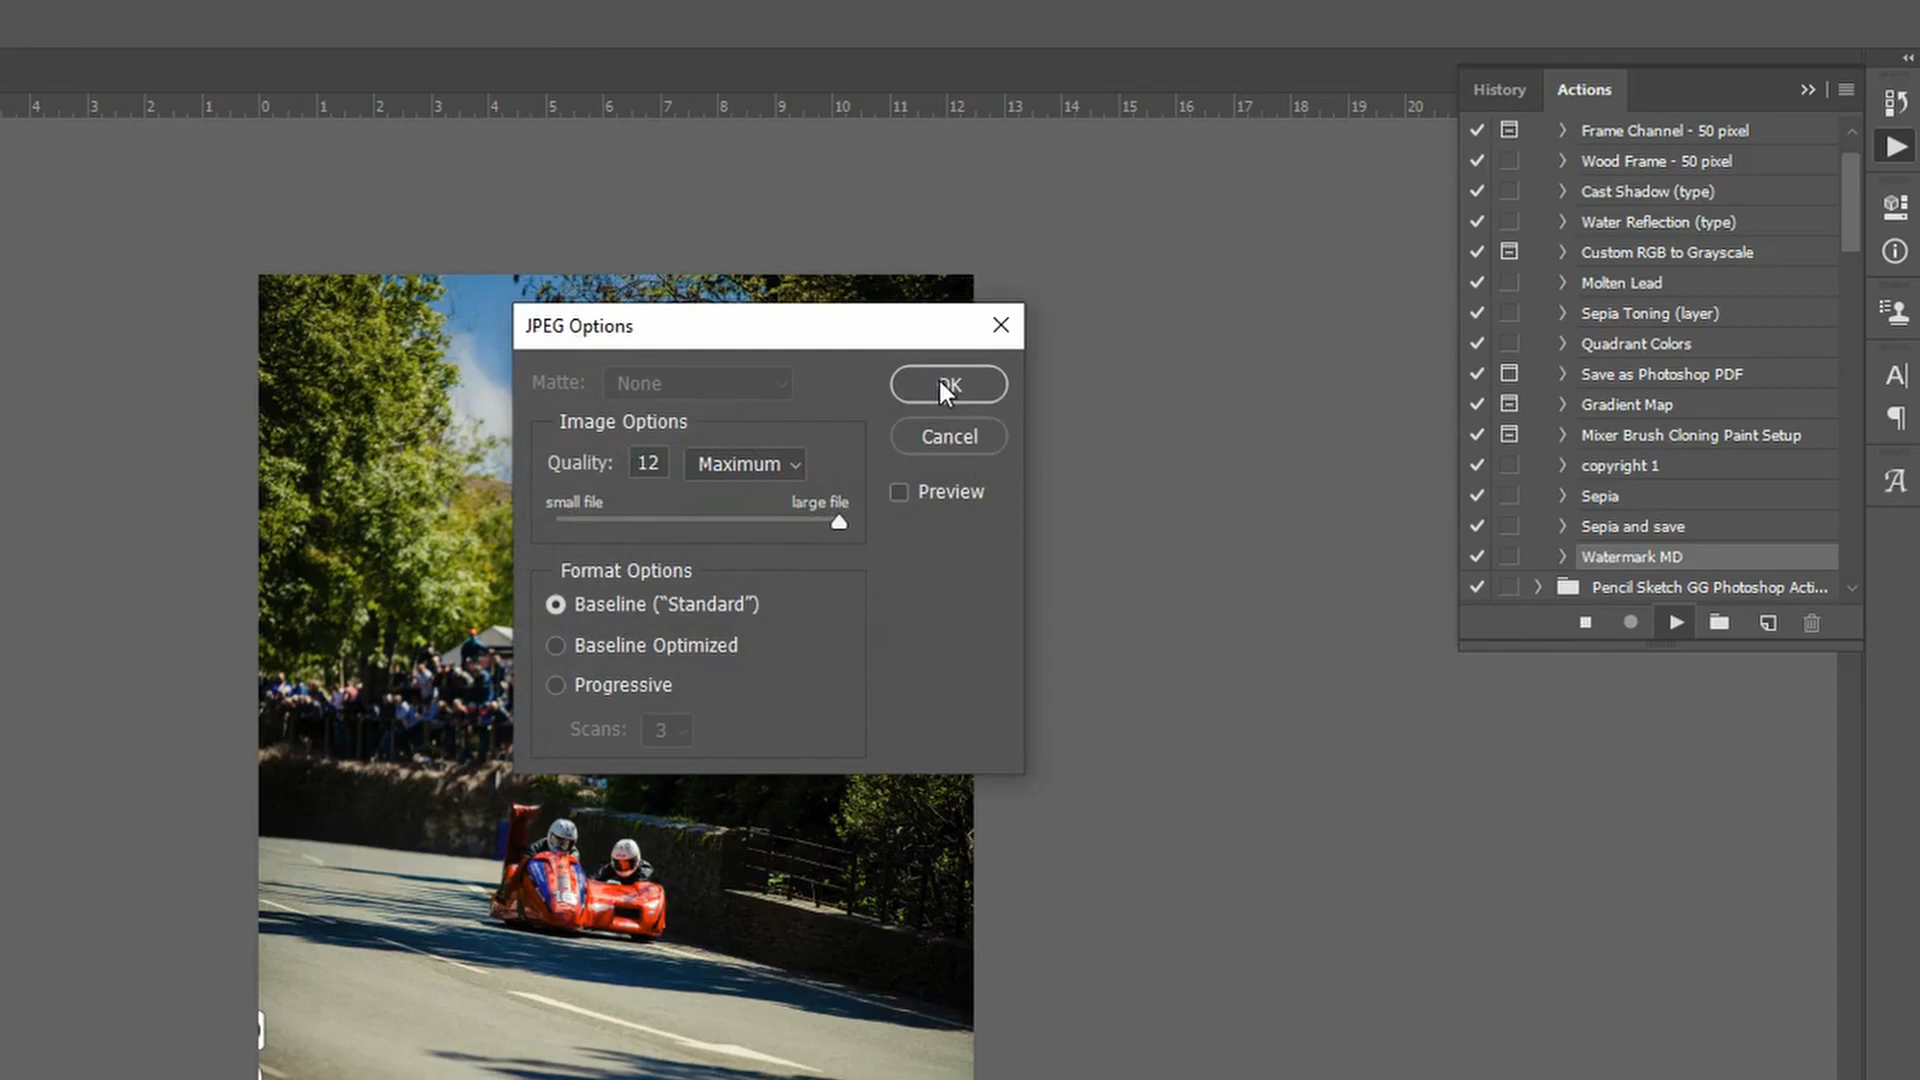 4 3 2 1 0 1 2 3 4 5 6 7 8 9 10 11 12 13 14 15 16 17 18 19 20
History Actions
Frame Channel - 50 pixel
Wood Frame - 50 pixel
Cast Shadow (type)
Water Reflection (type)
Custom RGB to Grayscale
Molten Lead
Sepia Toning (layer)
Quadrant Colors
Save as Photoshop PDF
Gradient Map
Mixer Brush Cloning Paint Setup
copyright 1
Sepia
Sepia and save
Watermark MD
Pencil Sketch GG Photoshop Acti...
JPEG Options
Matte: None
OK
Image Options
Cancel
Quality: 12 Maximum
Preview
small file large file
Format Options
Baseline (“Standard”)
Baseline Optimized
Progressive
Scans: 3